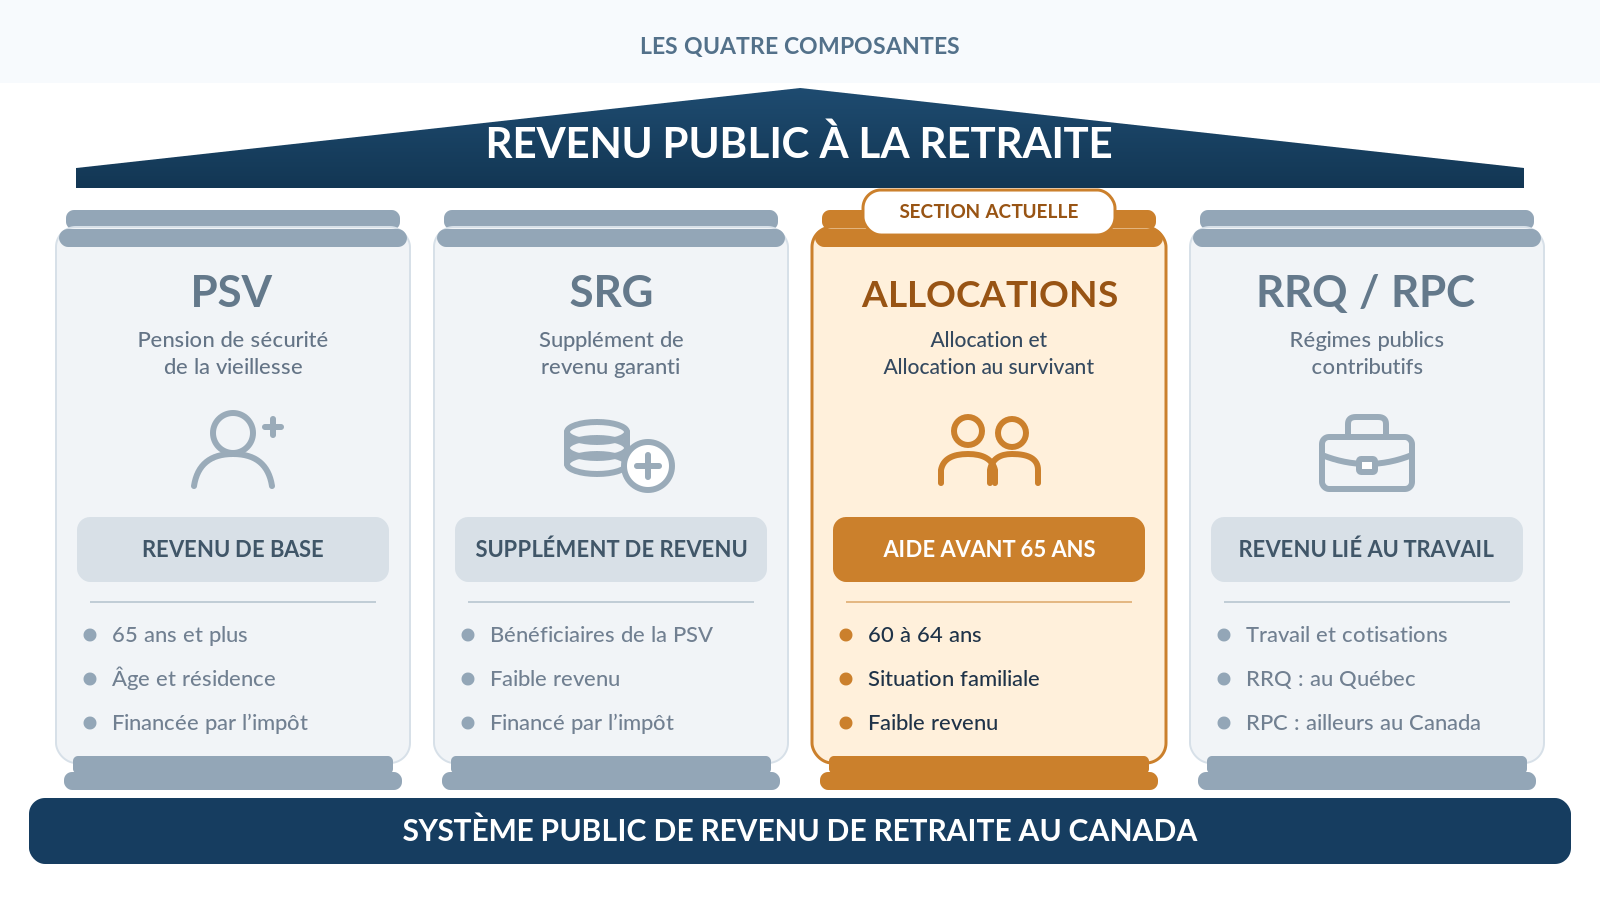 LES QUATRE COMPOSANTES
REVENU PUBLIC À LA RETRAITE
SECTION ACTUELLE
PSV
Pension de sécurité
de la vieillesse
REVENU DE BASE
65 ans et plus
Âge et résidence
Financée par l’impôt
SRG
Supplément de
revenu garanti
SUPPLÉMENT DE REVENU
Bénéficiaires de la PSV
Faible revenu
Financé par l’impôt
ALLOCATIONS
Allocation et
Allocation au survivant
AIDE AVANT 65 ANS
60 à 64 ans
Situation familiale
Faible revenu
RRQ / RPC
Régimes publics
contributifs
REVENU LIÉ AU TRAVAIL
Travail et cotisations
RRQ : au Québec
RPC : ailleurs au Canada
SYSTÈME PUBLIC DE REVENU DE RETRAITE AU CANADA